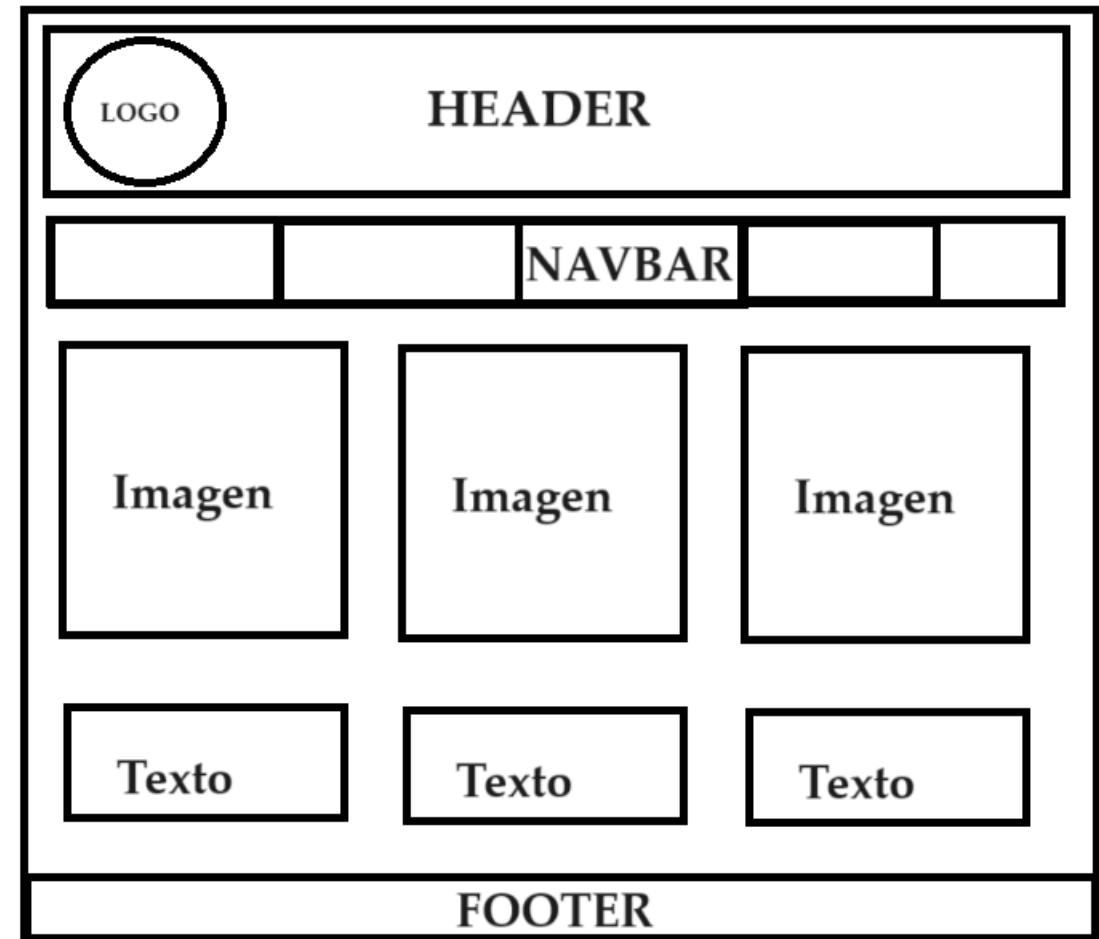 LOGO
HEADER
NAVBAR
Imagen
Imagen
Imagen
Texto
Texto
Texto
FOOTER